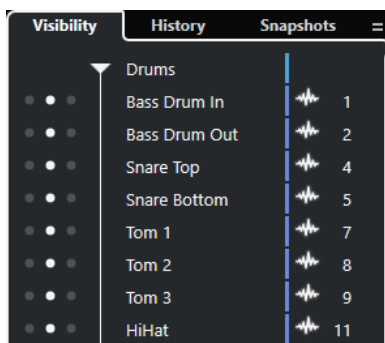 Visibility History Snapshots
Drums
Bass Drum In 1
Bass Drum Out 2
Snare Top 4
Snare Bottom 5
Tom 1 7
Tom 2 8
Tom 3 9
HiHat 11